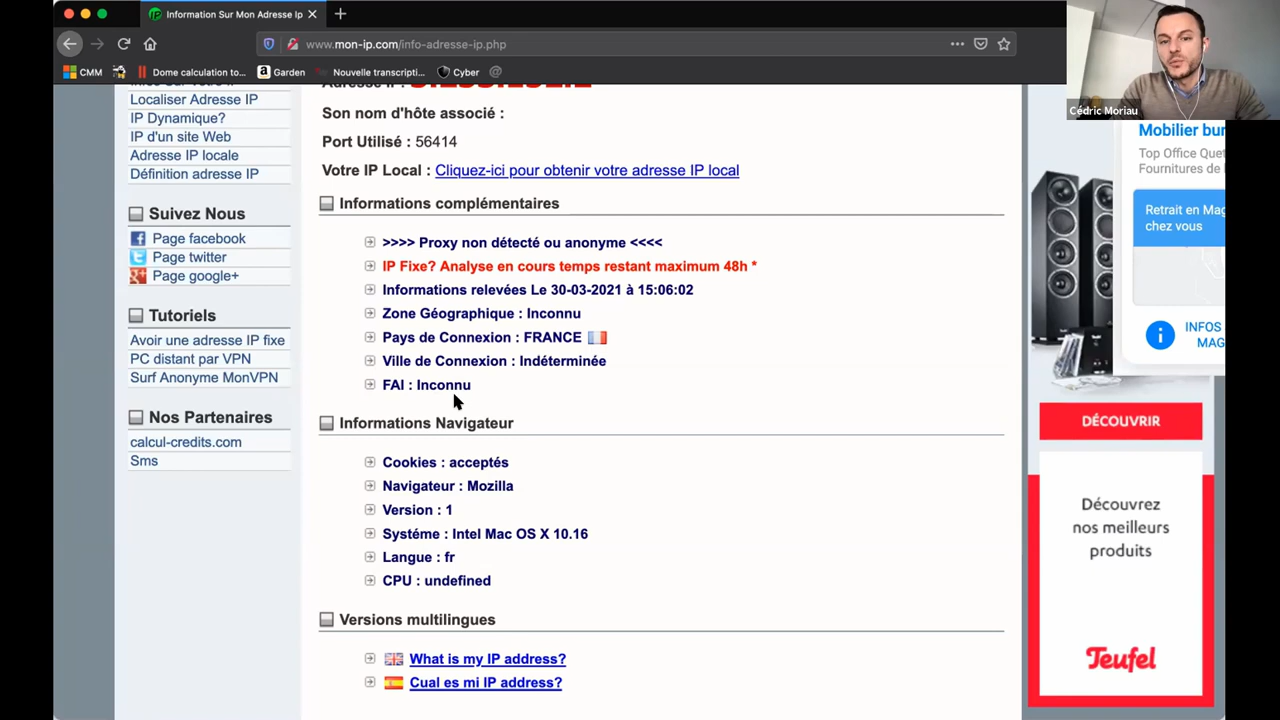 Information Sur Mon Adresse Ip
www.mon-ip.com/info-adresse-ip.php
CMM
Dome calculation to...
Garden
Nouvelle transcripti...
Cyber
Cédric Moriau
Localiser Adresse IP
IP Dynamique?
IP d'un site Web
Adresse IP locale
Définition adresse IP
Suivez Nous
Page facebook
Page twitter
Page google+
Tutoriels
Avoir une adresse IP fixe
PC distant par VPN
Surf Anonyme MonVPN
Nos Partenaires
calcul-credits.com
Sms
Adresse IP :
Son nom d'hôte associé :
Port Utilisé : 56414
Votre IP Local : Cliquez-ici pour obtenir votre adresse IP local
Informations complémentaires
>>>> Proxy non détecté ou anonyme <<<<
IP Fixe? Analyse en cours temps restant maximum 48h *
Informations relevées Le 30-03-2021 à 15:06:02
Zone Géographique : Inconnu
Pays de Connexion : FRANCE
Ville de Connexion : Indéterminée
FAI : Inconnu
Informations Navigateur
Cookies : acceptés
Navigateur : Mozilla
Version : 1
Systéme : Intel Mac OS X 10.16
Langue : fr
CPU : undefined
Versions multilingues
What is my IP address?
Cual es mi IP address?
Mobilier bur
Top Office Quet
Fournitures de
Retrait en Mag
chez vous
INFOS
MAG
DÉCOUVRIR
Découvrez
nos meilleurs
produits
Teufel